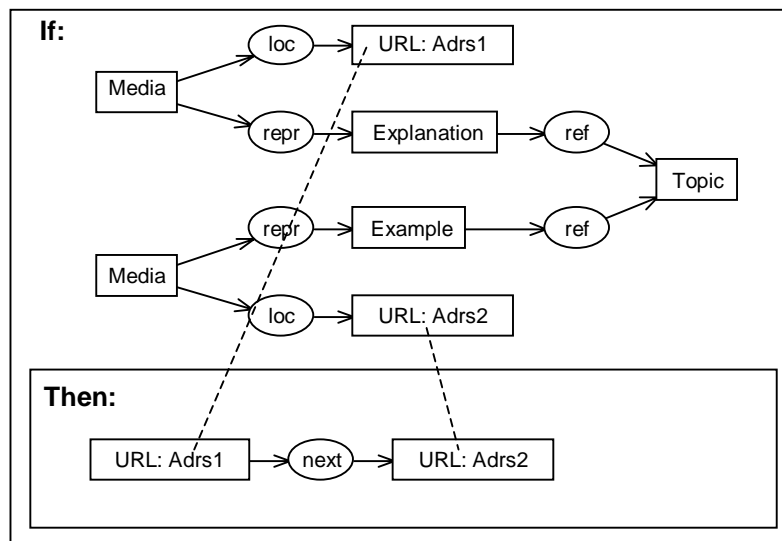 If:
loc URL: Adrs1
Media
repr Explanation ref
Topic
repr Example ref
Media
loc URL: Adrs2
Then:
URL: Adrs1 next URL: Adrs2